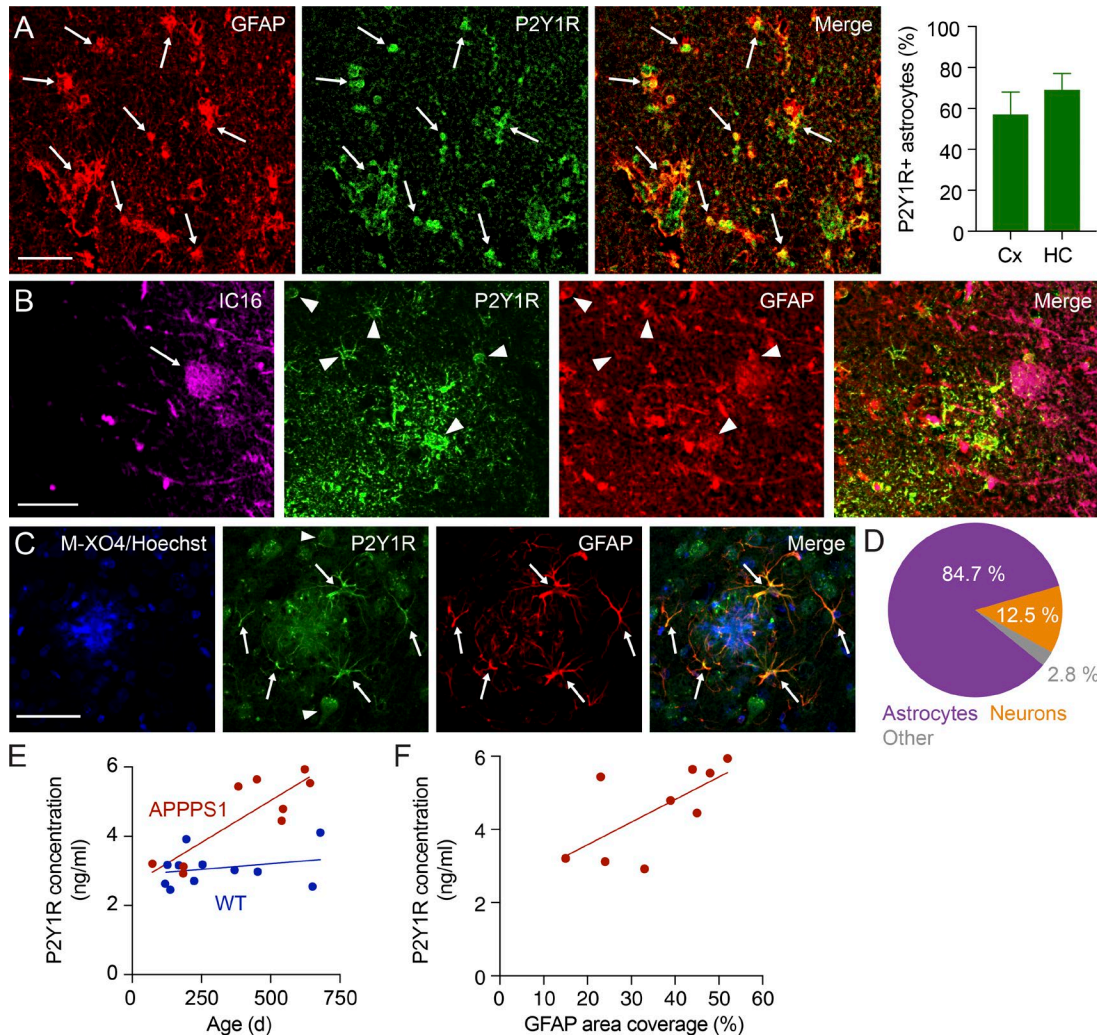 A
GFAP
P2Y1R
Merge
P2Y1R+ astrocytes (%)
100
80
60
40
20
0
Cx HC
B
IC16
P2Y1R
GFAP
Merge
C
M-XO4/Hoechst
P2Y1R
GFAP
Merge
D
84.7 %
12.5 %
2.8 %
Astrocytes Neurons
Other
E
P2Y1R concentration
(ng/ml)
6
4
2
0
APPPS1
WT
0 250 500 750
Age (d)
F
P2Y1R concentration
(ng/ml)
6
4
2
0
0 10 20 30 40 50 60
GFAP area coverage (%)